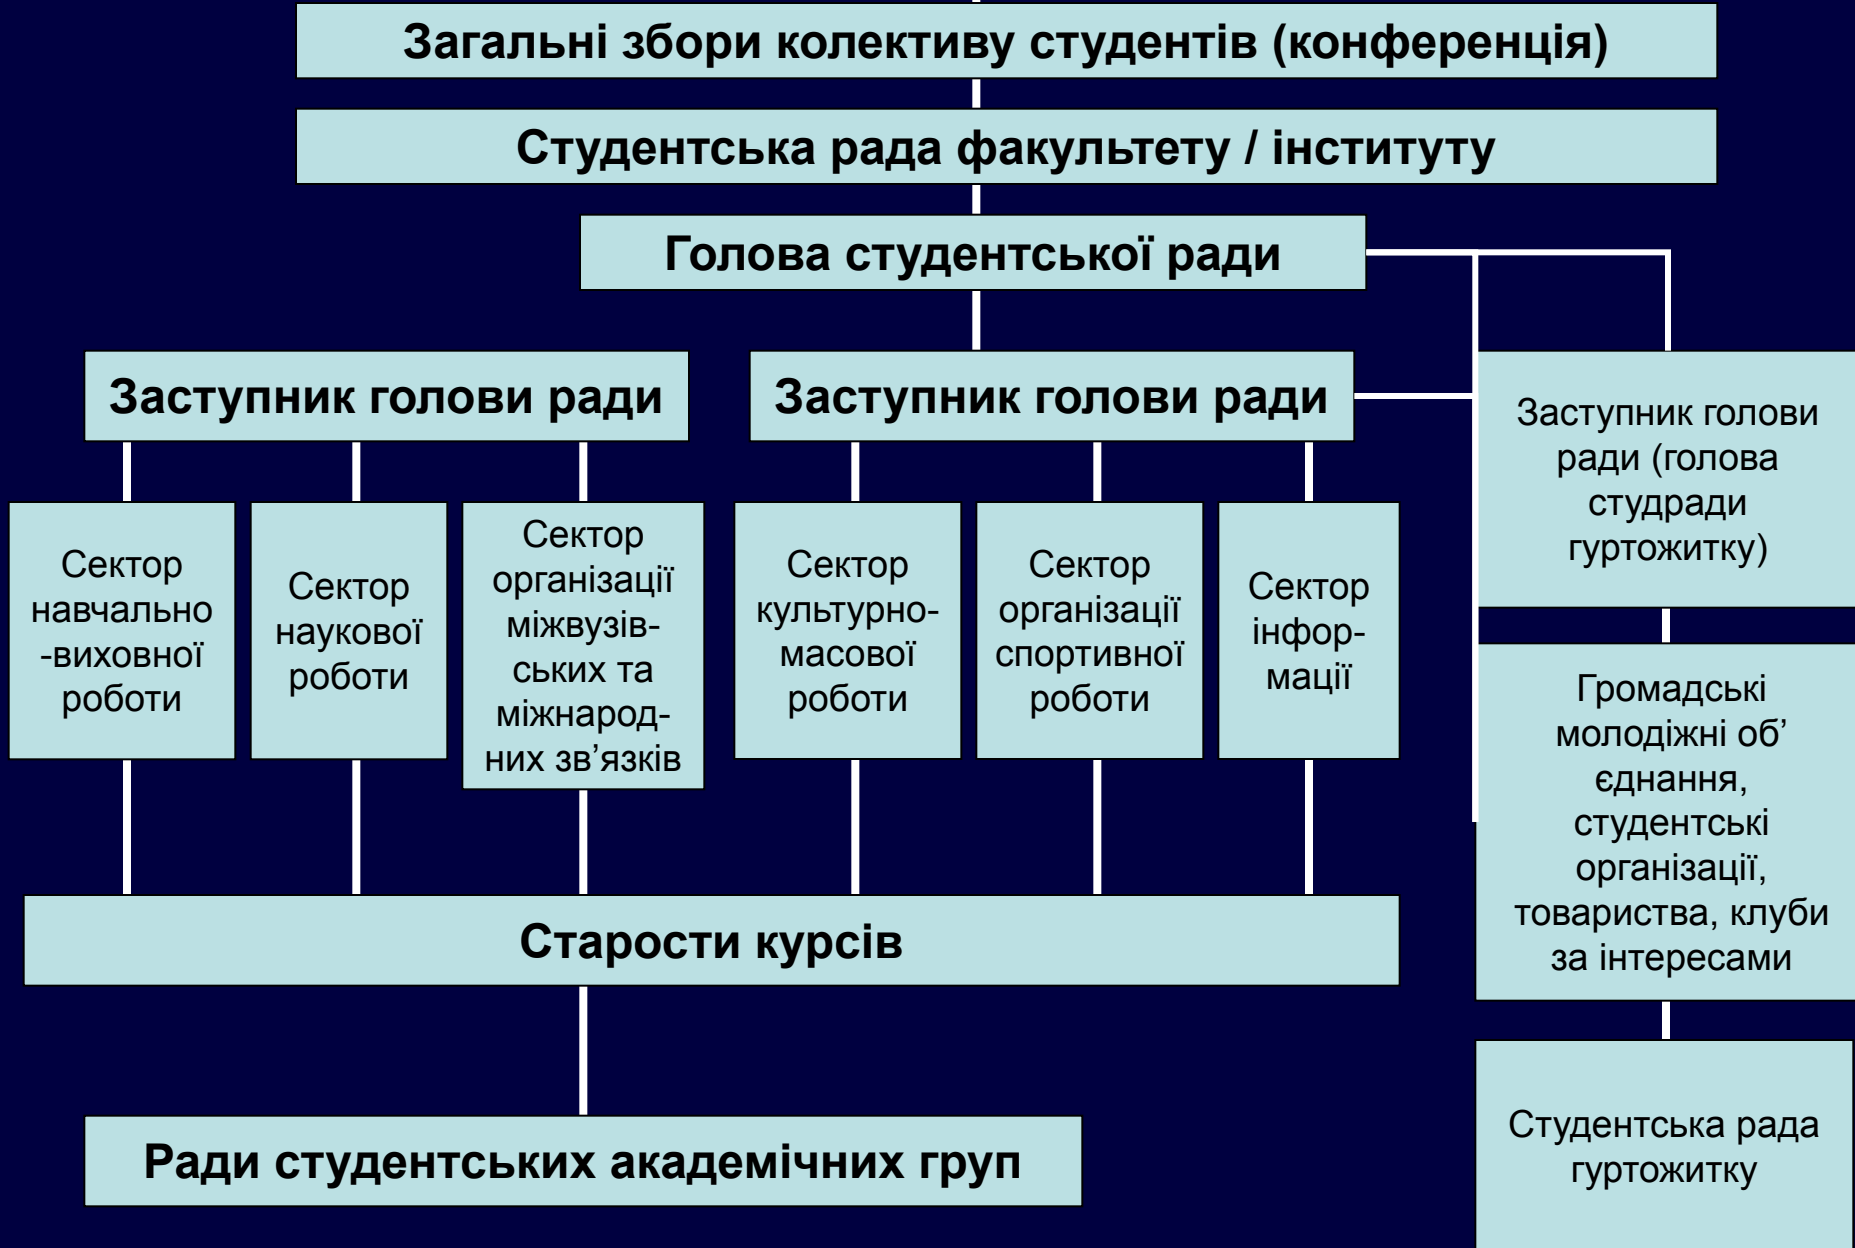 Загальні збори колективу студентів (конференція)
Студентська рада факультету / інституту
Голова студентської ради
Заступник голови ради
Заступник голови ради
Заступник голови
ради (голова
студради
гуртожитку)
Сектор
навчально
-виховної
роботи
Сектор
наукової
роботи
Сектор
організації
міжвузів-
ських та
міжнарод-
них зв’язків
Сектор
культурно-
масової
роботи
Сектор
організації
спортивної
роботи
Сектор
інфор-
мації
Громадські
молодіжні об’
єднання,
студентські
організації,
товариства, клуби
за інтересами
Старости курсів
Ради студентських академічних груп
Студентська рада
гуртожитку